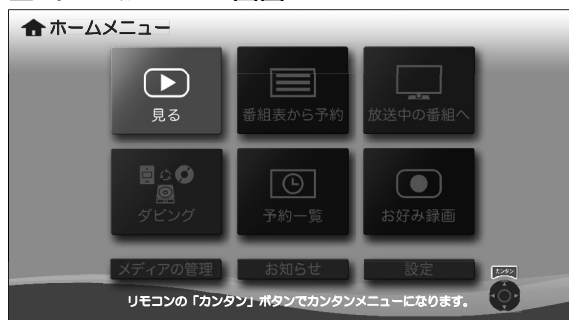 ホームメニュー
見る
番組表から予約
放送中の番組へ
ダビング
予約一覧
お好み録画
メディアの管理
お知らせ
設定
カンタン
リモコンの「カンタン」ボタンでカンタンメニューになります。